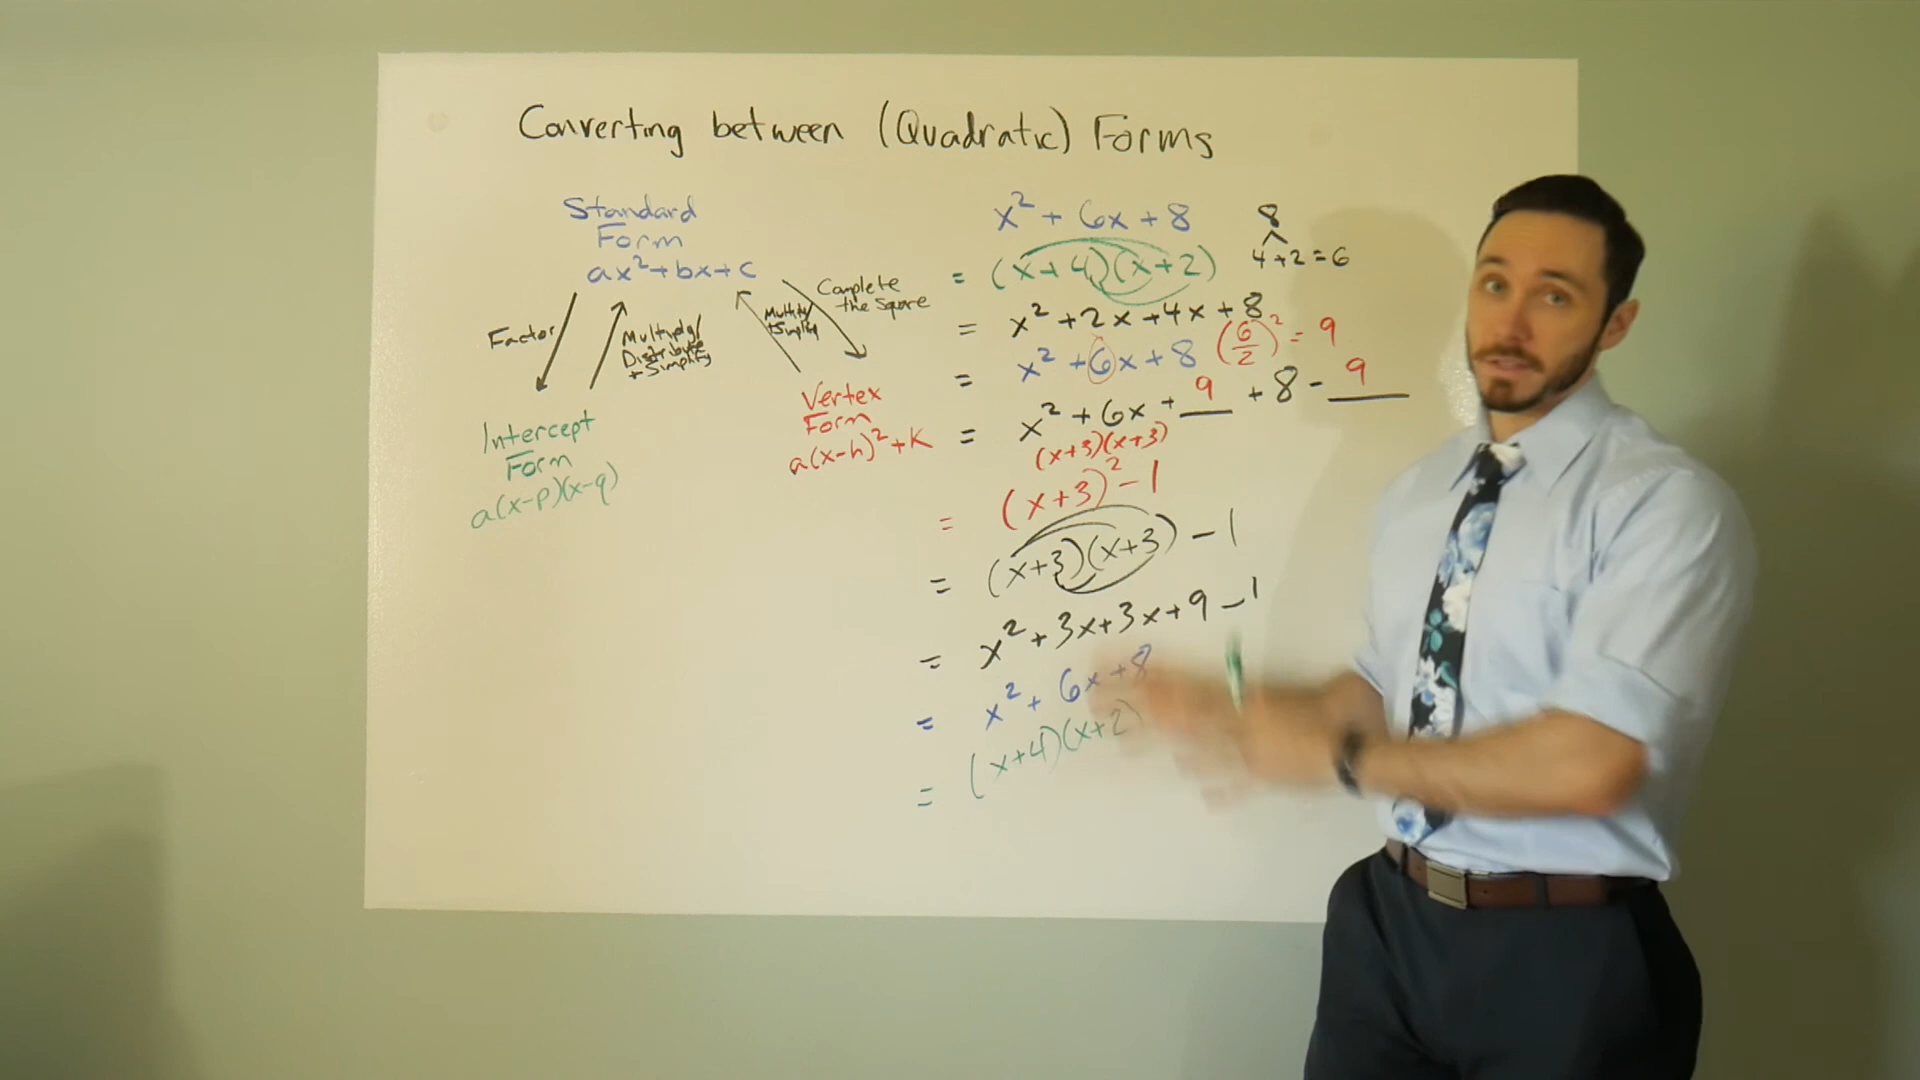 Converting between (Quadratic) Forms
Standard
Form
ax²+bx+c
Factor
Multiply/
Distribute
+ Simplify
Multiply
+Simplify
Complete
the Square
Intercept
Form
a(x-p)(x-q)
Vertex
Form
a(x-h)²+K
x² + 6x + 8
8
4+2=6
= (x+4)(x+2)
= x² +2x+4x+8
= x² +6x+8 (6/2)² = 9
= x² + 6x + 9 + 8 - 9
(x+3)(x+3)
= (x+3)² - 1
= (x+3)(x+3) - 1
= x² + 3x+3x+9-1
= x² + 6x+8
= (x+4)(x+2)